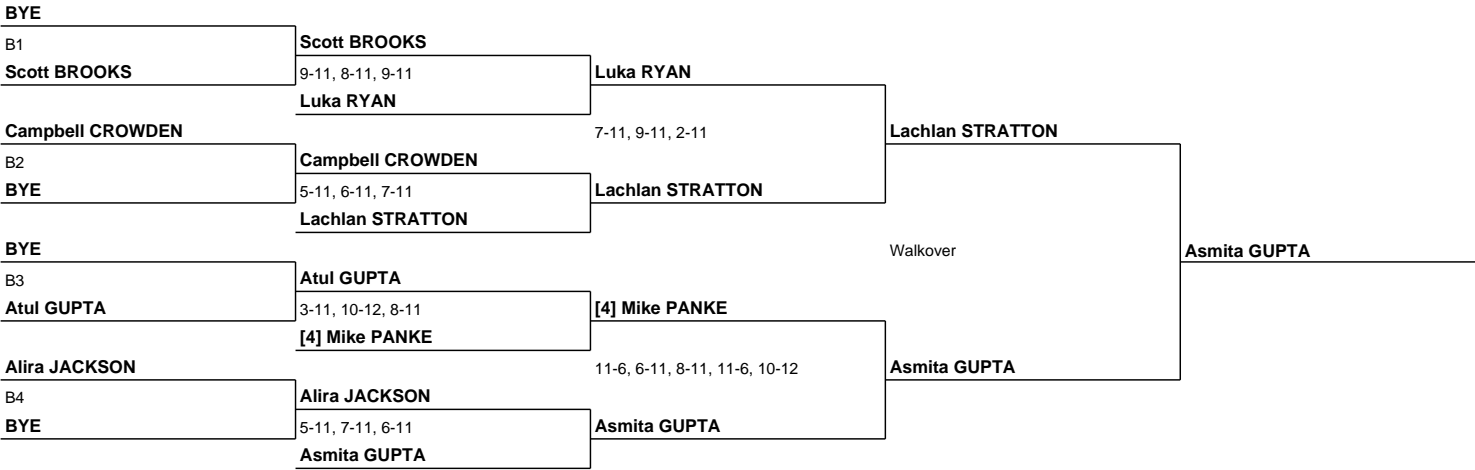 BYE
B1 Scott BROOKS
Scott BROOKS 9-11, 8-11, 9-11 Luka RYAN
Luka RYAN
Campbell CROWDEN 7-11, 9-11, 2-11 Lachlan STRATTON
B2 Campbell CROWDEN
BYE 5-11, 6-11, 7-11 Lachlan STRATTON
Lachlan STRATTON
BYE Walkover Asmita GUPTA
B3 Atul GUPTA
Atul GUPTA 3-11, 10-12, 8-11 [4] Mike PANKE
[4] Mike PANKE
Alira JACKSON 11-6, 6-11, 8-11, 11-6, 10-12 Asmita GUPTA
B4 Alira JACKSON
BYE 5-11, 7-11, 6-11 Asmita GUPTA
Asmita GUPTA